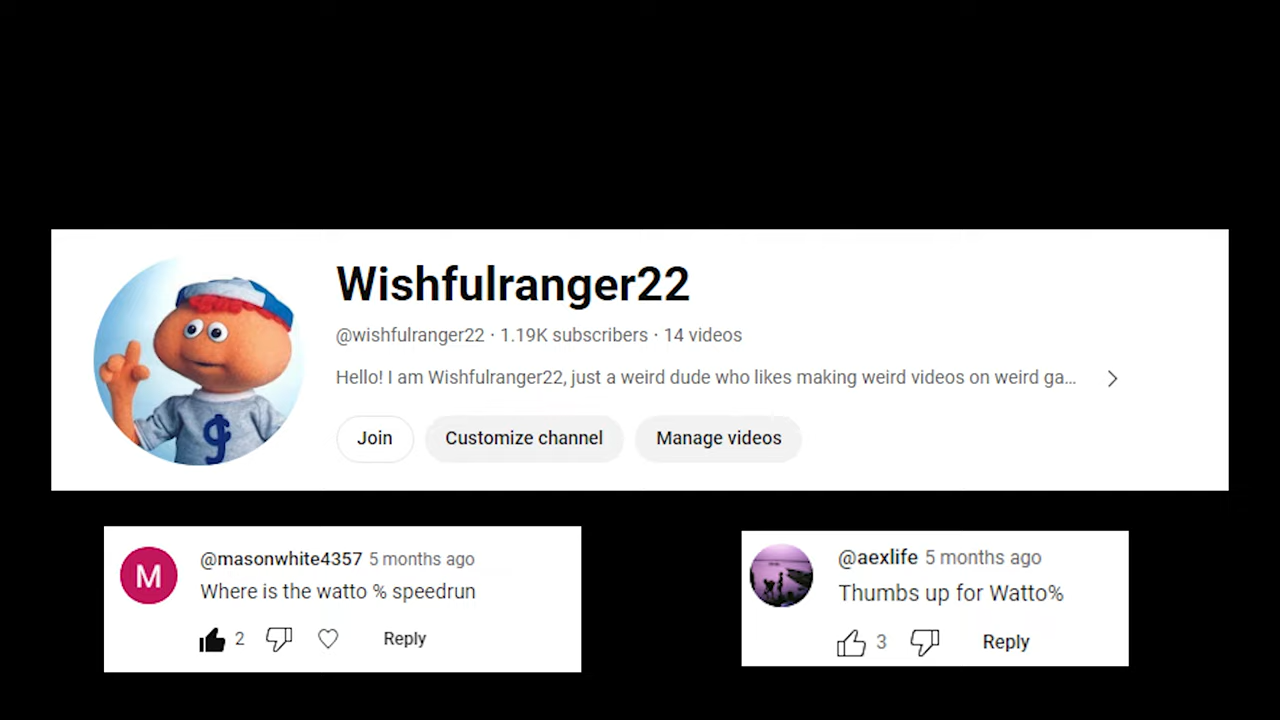 Wishfulranger22
@wishfulranger22 · 1.19K subscribers · 14 videos
Hello! I am Wishfulranger22, just a weird dude who likes making weird videos on weird ga...
Join Customize channel Manage videos
M
@masonwhite4357 5 months ago
Where is the watto % speedrun
2 Reply
@aexlife 5 months ago
Thumbs up for Watto%
3 Reply